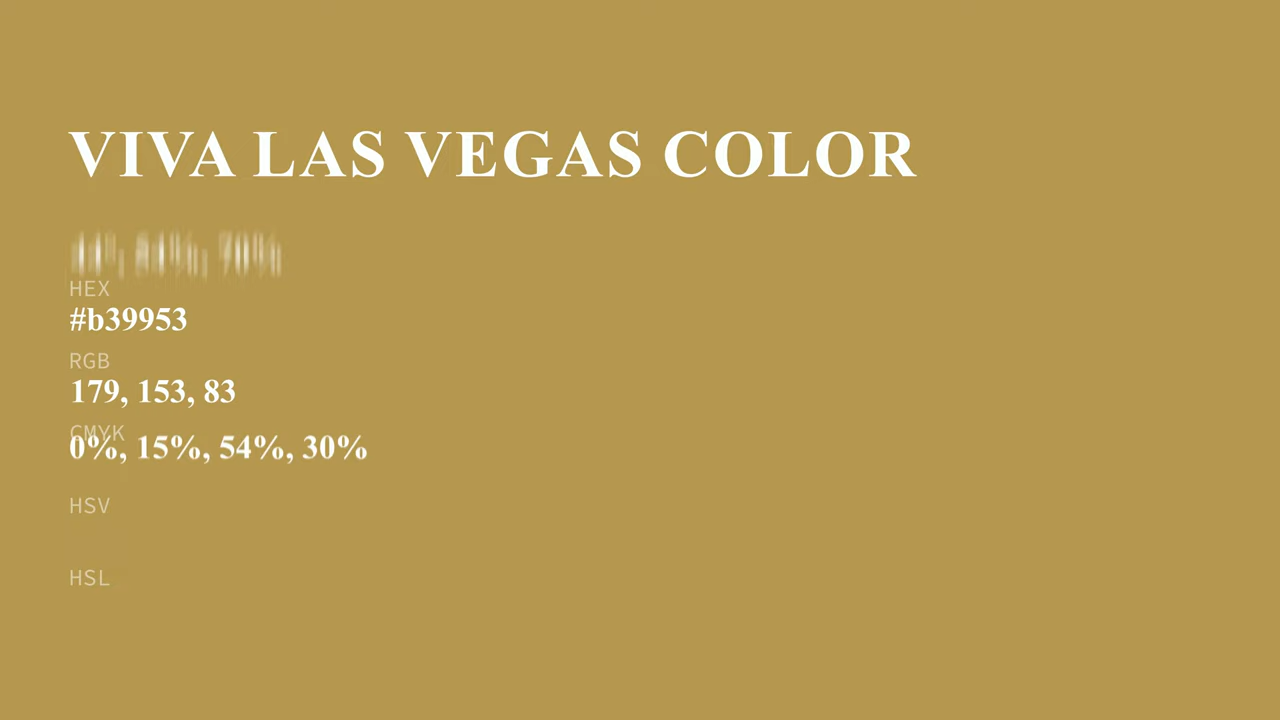 VIVA LAS VEGAS COLOR
HEX
#b39953
RGB
179, 153, 83
CMYK
0%, 15%, 54%, 30%
HSV
HSL